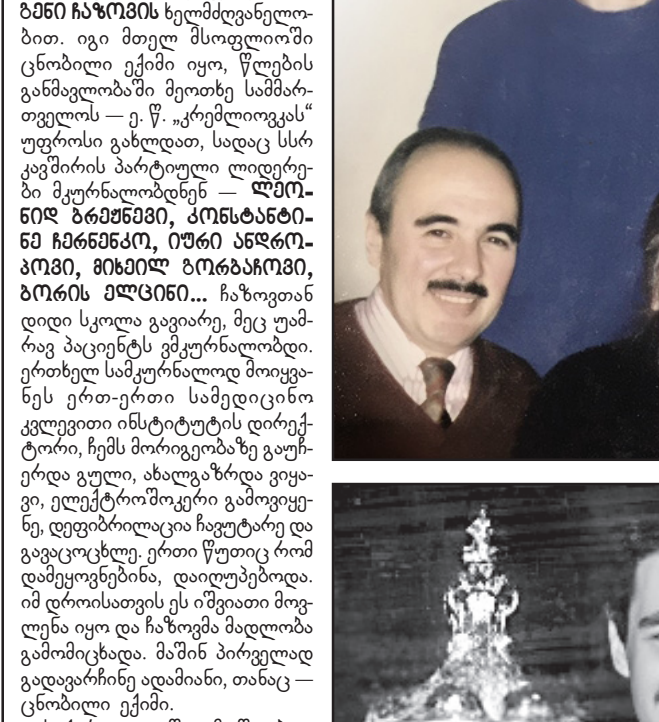 ᲒᲔᲜᲘ ᲩᲐᲖᲝᲕᲘᲡ ხელმძღვანელო-
ბით. იგი მთელ მსოფლიოში
ცნობილი ექიმი იყო, წლების
განმავლობაში მეოთხე სამმარ-
თველოს — ე. წ. „კრემლიოვკას“
უფროსი გახლდათ, სადაც სსრ
კავშირის პარტიული ლიდერე-
ბი მკურნალობდნენ — ᲚᲔᲝ-
ᲜᲘᲓ ᲑᲠᲔᲟᲜᲔᲕᲘ, ᲙᲝᲜᲡᲢᲐᲜᲢᲘ-
ᲜᲔ ᲩᲔᲠᲜᲔᲜᲙᲝ, ᲘᲣᲠᲘ ᲐᲜᲓᲠᲝ-
ᲞᲝᲕᲘ, ᲛᲘᲮᲔᲘᲚ ᲒᲝᲠᲑᲐᲩᲝᲕᲘ,
ᲑᲝᲠᲘᲡ ᲔᲚᲪᲘᲜᲘ... ჩაზოვთან
დიდი სკოლა გავიარე, მეც უამ-
რავ პაციენტს ვმკურნალობდი.
ერთხელ სამკურნალოდ მოიყვა-
ნეს ერთ-ერთი სამედიცინო
კვლევითი ინსტიტუტის დირექ-
ტორი, ჩემს მორიგეობაზე გაუჩ-
ერდა გული, ახალგაზრდა ვიყა-
ვი, ელექტროშოკერი გამოვიყე-
ნე, დეფიბრილაცია ჩავუტარე და
გავაცოცხლე. ერთი წუთიც რომ
დამეყოვნებინა, დაიღუპებოდა.
იმ დროისათვის ეს იშვიათი მოვ-
ლენა იყო და ჩაზოვმა მადლობა
გამომიცხადა. მაშინ პირველად
გადავარჩინე ადამიანი, თანაც —
ცნობილი ექიმი.